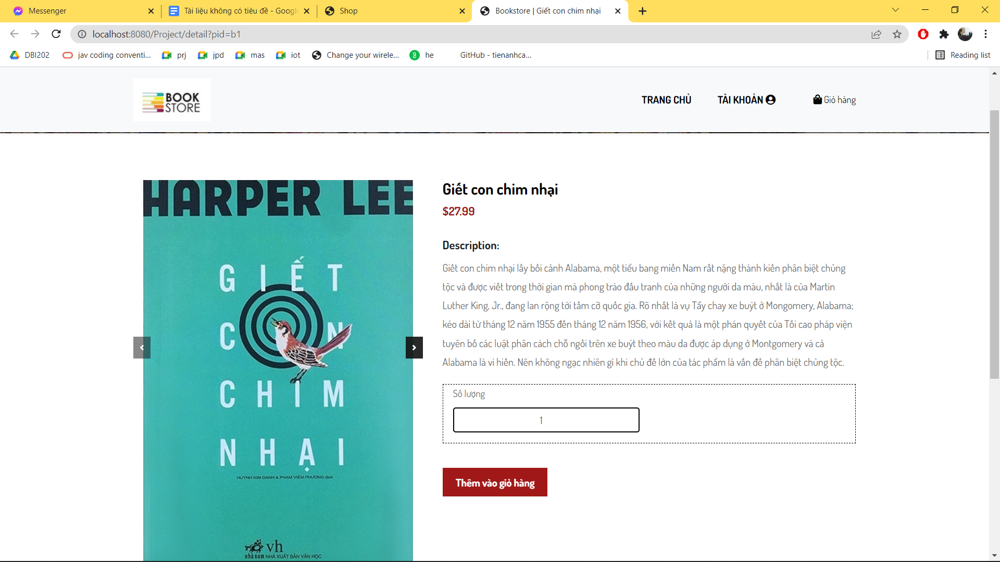 Messenger
Tài liệu không có tiêu đề - Googl
Shop
Bookstore | Giết con chim nhại
localhost:8080/Project/detail?pid=b1
DBI202
jav coding conventi...
prj
jpd
mas
iot
Change your wirele...
he
GitHub - tienanhca...
Reading list
BOOK
STORE
TRANG CHỦ
TÀI KHOẢN
Giỏ hàng
HARPER LEE
GIẾT
CON
CHIM
NHẠI
HUỲNH KIM OANH & PHẠM VIÊM PHƯƠNG dịch
vh
nhã nam NHÀ XUẤT BẢN VĂN HỌC
Giết con chim nhại
$27.99
Description:
Giết con chim nhại lấy bối cảnh Alabama, một tiểu bang miền Nam rất nặng thành kiến phân biệt chủng
tộc và được viết trong thời gian mà phong trào đấu tranh của những người da màu, nhất là của Martin
Luther King, Jr., đang lan rộng tới tầm cỡ quốc gia. Rõ nhất là vụ Tẩy chay xe buýt ở Mongomery, Alabama;
kéo dài từ tháng 12 năm 1955 đến tháng 12 năm 1956, với kết quả là một phán quyết của Tối cao pháp viện
tuyên bố các luật phân cách chỗ ngồi trên xe buýt theo màu da được áp dụng ở Montgomery và cả
Alabama là vi hiến. Nên không ngạc nhiên gì khi chủ đề lớn của tác phẩm là vấn đề phân biệt chủng tộc.
Số lượng
1
Thêm vào giỏ hàng